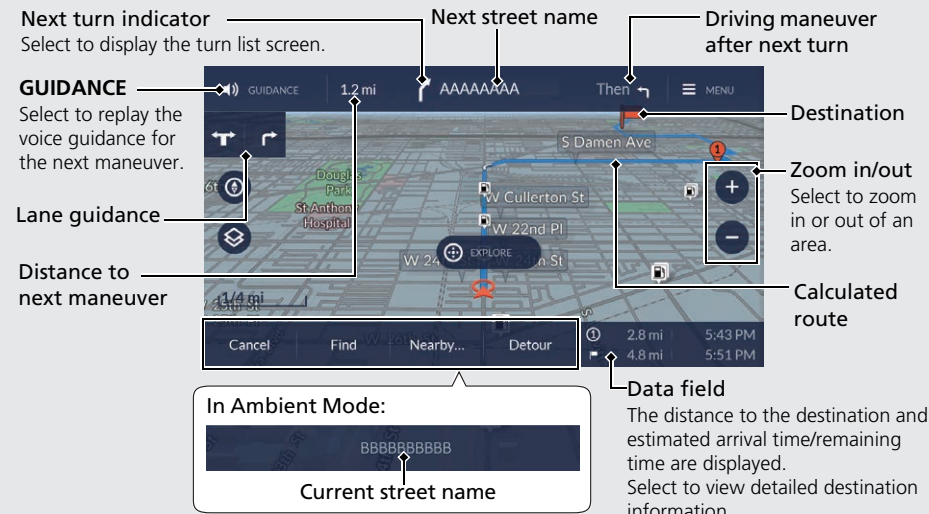 Next turn indicator
Select to display the turn list screen.
Next street name
Driving maneuver
after next turn
GUIDANCE
Select to replay the
voice guidance for
the next maneuver.
Lane guidance
Distance to
next maneuver
GUIDANCE
1.2 mi
AAAAAAAA
Then
MENU
S Damen Ave
1
Douglas
Park
St Anthony
Hospital
W Cullerton St
W 22nd Pl
EXPLORE
W 24th St
1/4 mi
Cancel
Find
Nearby...
Detour
1 2.8 mi 5:43 PM
4.8 mi 5:51 PM
Destination
Zoom in/out
Select to zoom
in or out of an
area.
Calculated
route
Data field
The distance to the destination and
estimated arrival time/remaining
time are displayed.
Select to view detailed destination
information.
In Ambient Mode:
BBBBBBBBBB
Current street name